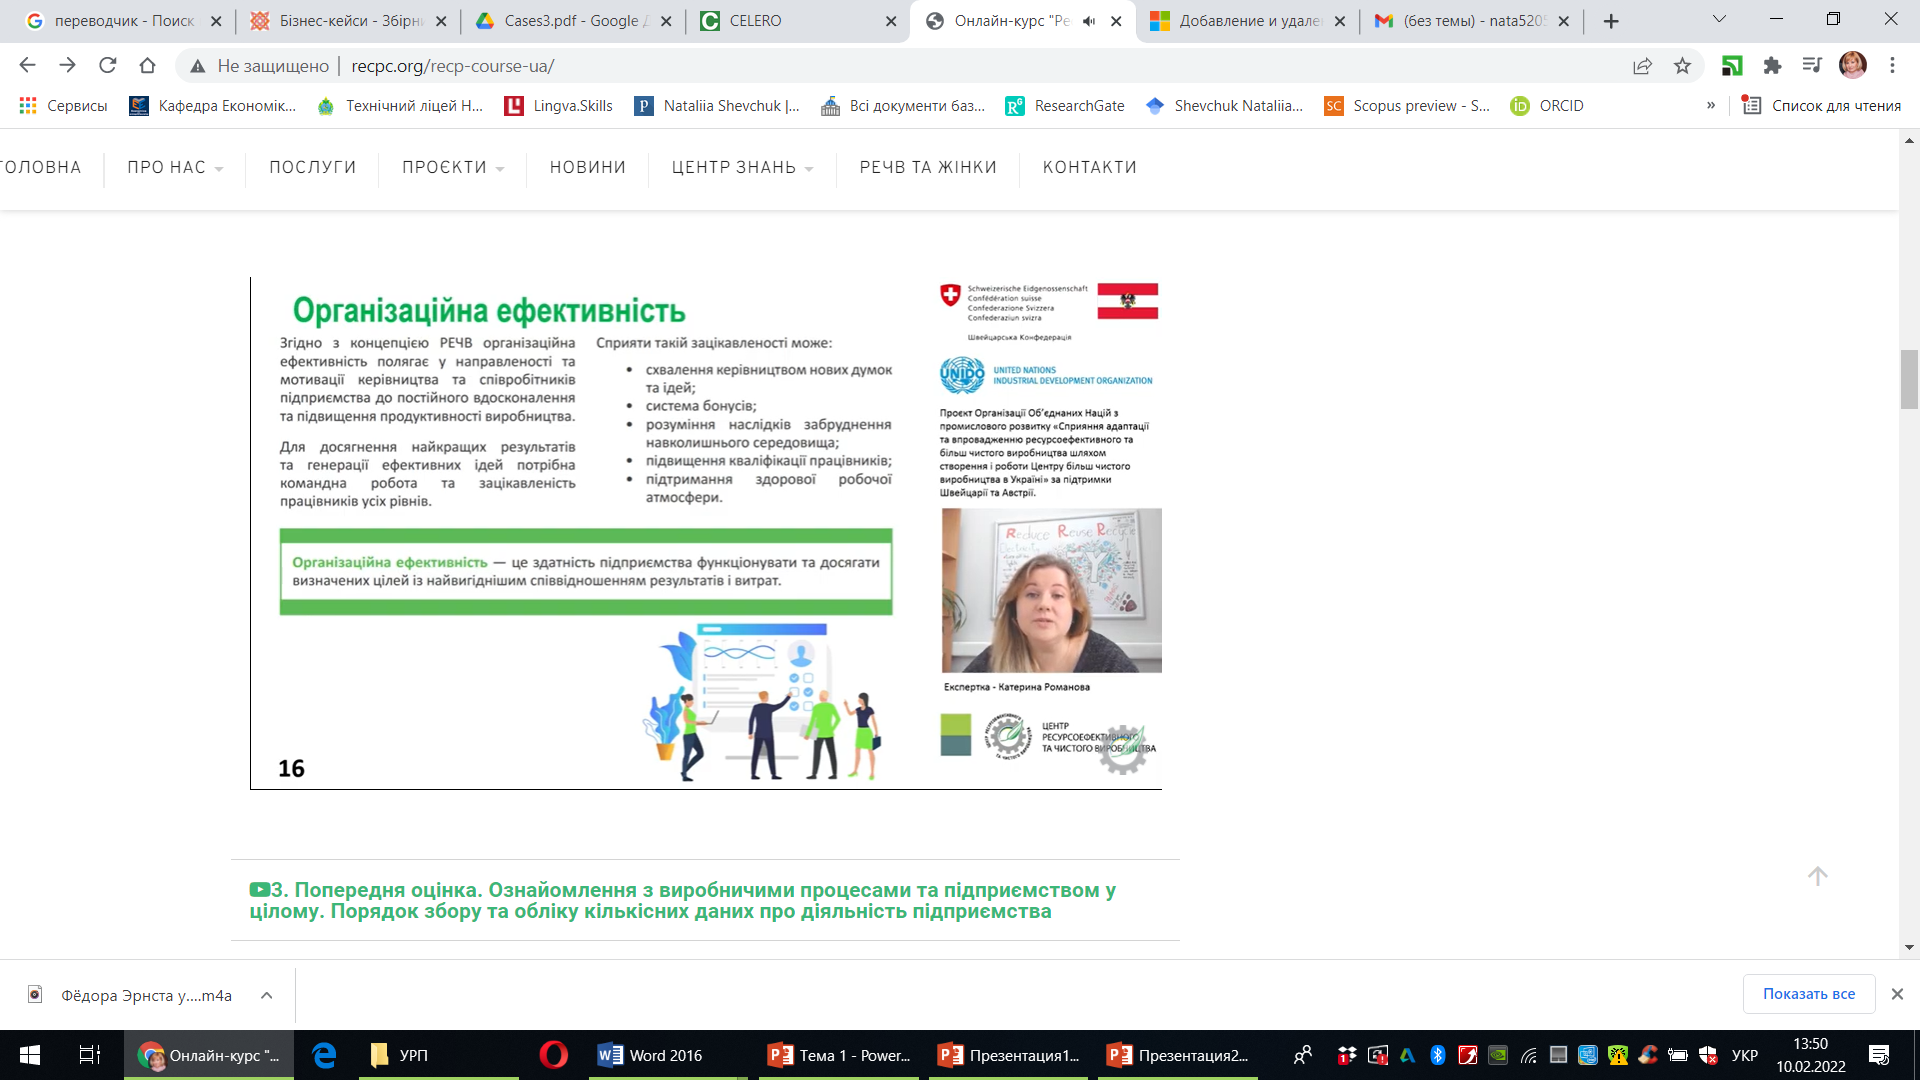 переводчик - Поиск
Бізнес-кейси - Збірн
Cases3.pdf - Google Д
CELERO
Онлайн-курс "Ре
Добавление и удале
(без темы) - nata520
Не защищено
recpc.org/recp-course-ua/
Сервисы
Кафедра Економік...
Технічний ліцей Н...
Lingva.Skills
Nataliia Shevchuk |...
Всі документи баз...
ResearchGate
Shevchuk Nataliia...
Scopus preview - S...
ORCID
»
Список для чтения
ГОЛОВНА
ПРО НАС
ПОСЛУГИ
ПРОЄКТИ
НОВИНИ
ЦЕНТР ЗНАНЬ
РЕЧВ ТА ЖІНКИ
КОНТАКТИ
Організаційна ефективність
Згідно з концепцією РЕЧВ організаційна
ефективність полягає у направленості та
мотивації керівництва та співробітників
підприємства до постійного вдосконалення
та підвищення продуктивності виробництва.
Для досягнення найкращих результатів
та генерації ефективних ідей потрібна
командна робота та зацікавленість
працівників усіх рівнів.
Сприяти такій зацікавленості може:
• схвалення керівництвом нових думок
та ідей;
• система бонусів;
• розуміння наслідків забруднення
навколишнього середовища;
• підвищення кваліфікації працівників;
• підтримання здорової робочої
атмосфери.
Організаційна ефективність — це здатність підприємства функціонувати та досягати
визначених цілей із найвигіднішим співвідношенням результатів і витрат.
16
Schweizerische Eidgenossenschaft
Confédération suisse
Confederazione Svizzera
Confederaziun svizra
Швейцарська Конфедерація
UNIDO
UNITED NATIONS
INDUSTRIAL DEVELOPMENT ORGANIZATION
Проєкт Організації Об’єднаних Націй з
промислового розвитку «Сприяння адаптації
та впровадженню ресурсоефективного та
більш чистого виробництва шляхом
створення і роботи Центру більш чистого
виробництва в Україні» за підтримки
Швейцарії та Австрії.
Reduce Reuse Recycle
Експертка - Катерина Романова
ЦЕНТР
РЕСУРСОЕФЕКТИВНОГО
ТА ЧИСТОГО ВИРОБНИЦТВА
3. Попередня оцінка. Ознайомлення з виробничими процесами та підприємством у
цілому. Порядок збору та обліку кількісних даних про діяльність підприємства
Фёдора Эрнста у....m4a
Показать все
Онлайн-курс "...
УРП
Word 2016
Тема 1 - Power...
Презентация1...
Презентация2...
УКР
13:50
10.02.2022